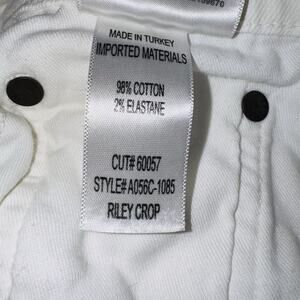 MADE IN TURKEY
IMPORTED MATERIALS
98% COTTON
2% ELASTANE
CUT# 60057
STYLE# A056C-1085
RILEY CROP